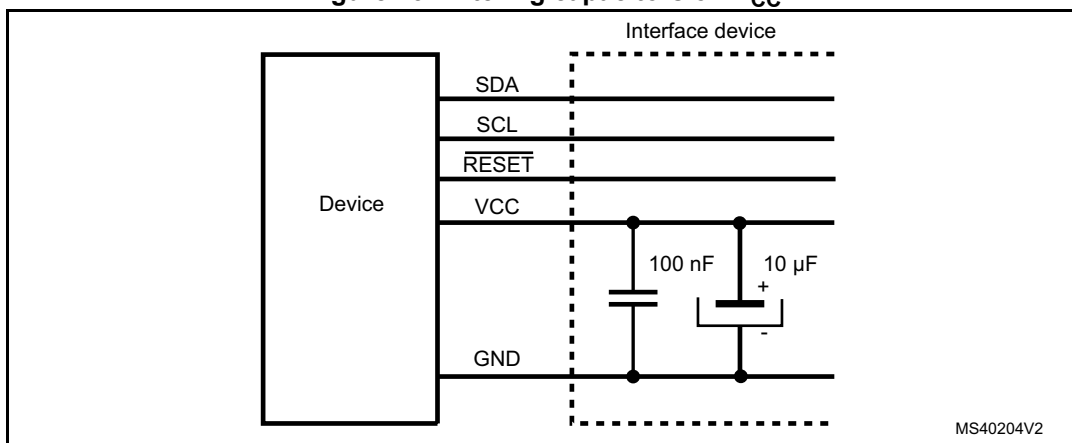 Interface device
SDA
SCL
RESET
Device
VCC
100 nF
10 µF
+
-
GND
MS40204V2